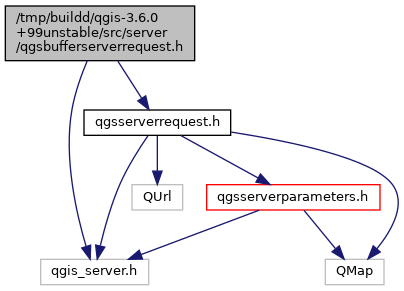 /tmp/buildd/qgis-3.6.0
+99unstable/src/server
/qgsbufferserverrequest.h
qgsserverrequest.h
QUrl
qgsserverparameters.h
qgis_server.h
QMap